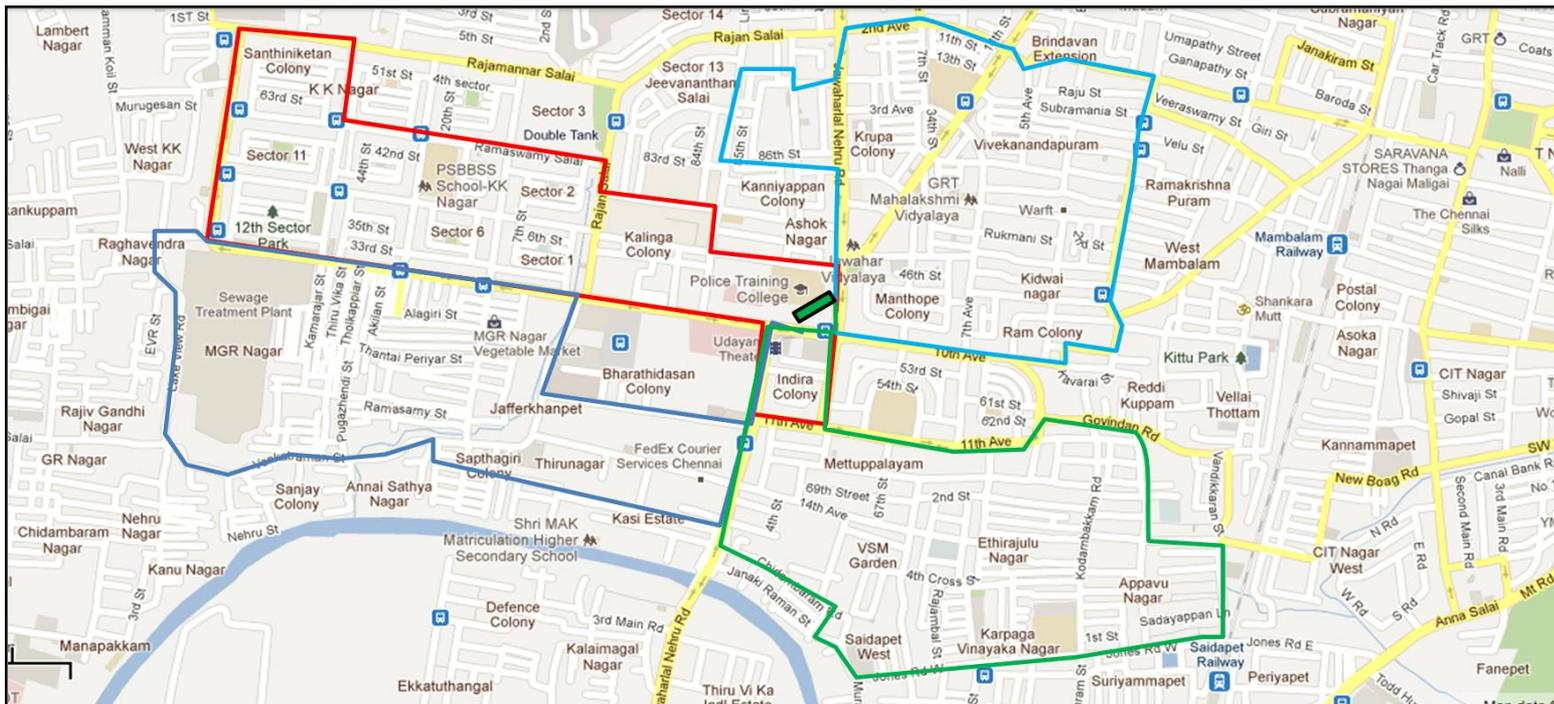 1ST ST
3rd St
Sector 14
2nd Ave
Lambert
Nagar
5th St
2nd St
Rajan Salai
11th St
13th St
7th St
Brindavan
Extension
Umapathy Street
Ganapathy St
Nagar
Janakiram St
Car Track Rd
GRT
Coats
Santhiniketan
Colony
Rajamannar Salai
Sector 13
Jeevanantham
Salai
51st St
4th sector
K K Nagar
63rd St
Murugesan St
20th St
Sector 3
Double Tank
Jawaharlal Nehru Rd
3rd Ave
34th St
5th Ave
Raju St
Subramania St
Veeraswamy St
Giri St
Baroda St
West KK
Nagar
Sector 11
44th St
42nd St
Ramaswamy Salai
83rd St
64th St
86th St
Krupa
Colony
Vivekanandapuram
Velu St
SARAVANA
STORES Thanga
Nagai Maligai
Nalli
PSBBSS
School-KK
Nagar
Sector 2
Kanniyappan
Colony
GRT
Mahalakshmi
Vidyalaya
Ramakrishna
Puram
The Chennai
Silks
kankuppam
Salai
12th Sector
Park
35th St
33rd St
Sector 6
7th St
6th St
Sector 1
Rajan Salai
Kalinga
Colony
Ashok
Nagar
Warft
Rukmani St
2nd St
West
Mambalam
Mambalam
Railway
Raghavendra
Nagar
Police Training
College
Vidyalaya
46th St
Kidwai
nagar
Manthope
Colony
7th Ave
Ram Colony
Postal
Colony
Shankara
Mutt
Asoka
Nagar
Sewage
Treatment Plant
MGR Nagar
EVR St
Lake View Rd
Kamarajar St
Thiru Vika St
Tholkappiar St
Akilan St
Alagiri St
MGR Nagar
Vegetable Market
Thantai Periyar St
Pugazhendi St
Ramasamy St
Bharathidasan
Colony
Jafferkhanpet
Indira
Colony
10th Ave
53rd St
54th St
61st St
62nd St
Kittu Park
Reddi
Kuppam
Vellai
Thottam
CIT Nagar
Shivaji St
Gopal St
Rajiv Gandhi
Nagar
Salai
GR Nagar
Venkatraman St
Sapthagiri
Colony
Thirunagar
FedEx Courier
Services Chennai
11th Ave
11th Ave
Govindan Rd
Mettuppalayam
Kannammapet
SW
New Boag Rd
Canal Bank R
Sanjay
Colony
Annai Sathya
Nagar
Kasi Estate
4th St
69th Street
14th Ave
67th St
2nd St
Kodambakkam Rd
Vandikkaran St
N Rd
E Rd
Second Main Rd
3rd Main Rd
Chidambaram
Nagar
Nehru
Nagar
Nehru St
Kanu Nagar
Shri MAK
Matriculation Higher
Secondary School
VSM
Garden
Ethirajulu
Nagar
4th Cross St
Rajambal St
Appavu
Nagar
Sadayappan Ln
CIT Nagar
West
W Rd
S Rd
Anna Salai
Mt Rd
3rd St
Manapakkam
Defence
Colony
3rd Main Rd
Kalaimagal
Nagar
Janaki Raman St
Chidambaram Rd
Saidapet
West
Karpaga
Vinayaka Nagar
1st St
Jones Rd W
Jones Rd W
Saidapet
Railway
Jones Rd E
Periyapet
Suriyammapet
Fanepet
Ekkatuthangal
Thiru Vi Ka